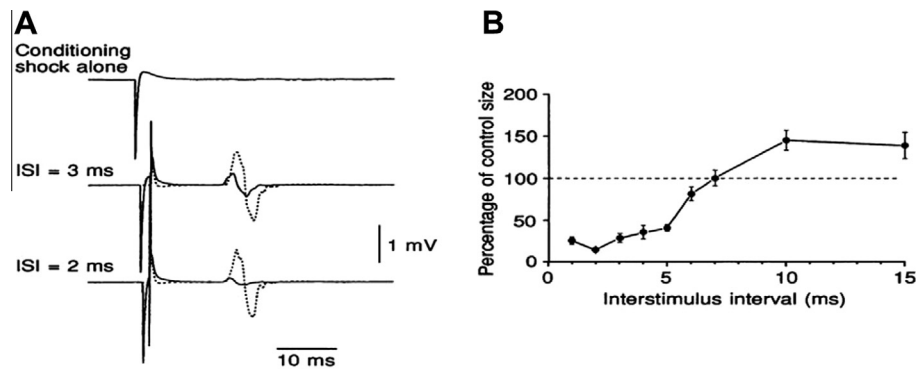 A
Conditioning
shock alone
ISI = 3 ms
ISI = 2 ms
1 mV
10 ms
B
Percentage of control size
200
150
100
50
0
0
5
10
15
Interstimulus interval (ms)